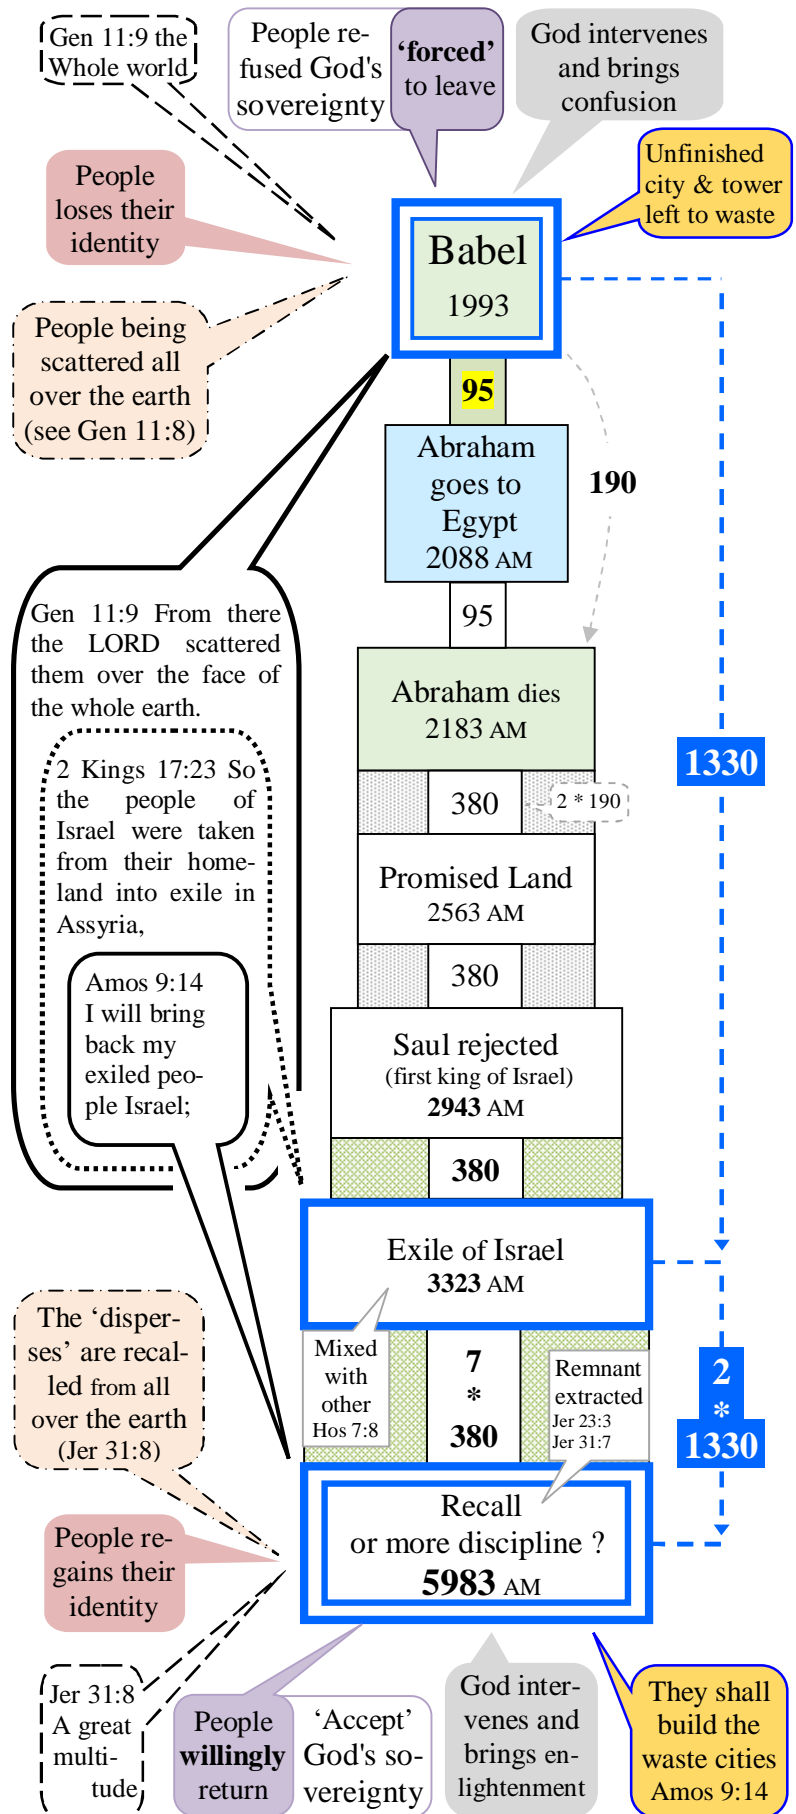 Gen 11:9 the
Whole world
People re-
fused God's
sovereignty
‘forced’
to leave
God intervenes
and brings
confusion
People
loses their
identity
Unfinished
city & tower
left to waste
Babel
1993
People being
scattered all
over the earth
(see Gen 11:8)
95
Abraham
goes to
Egypt
2088 AM
190
95
Gen 11:9 From there
the LORD scattered
them over the face of
the whole earth.
Abraham dies
2183 AM
1330
2 Kings 17:23 So
the people of
Israel were taken
from their home-
land into exile in
Assyria,
380
2 * 190
Promised Land
2563 AM
380
Amos 9:14
I will bring
back my
exiled peo-
ple Israel;
Saul rejected
(first king of Israel)
2943 AM
380
Exile of Israel
3323 AM
The ‘disper-
ses’ are recal-
led from all
over the earth
(Jer 31:8)
Mixed
with
other
Hos 7:8
7
*
380
Remnant
extracted
Jer 23:3
Jer 31:7
2
*
1330
Recall
or more discipline ?
5983 AM
People re-
gains their
identity
Jer 31:8
A great
multi-
tude
People
willingly
return
‘Accept’
God's so-
vereignty
God inter-
venes and
brings en-
lightenment
They shall
build the
waste cities
Amos 9:14